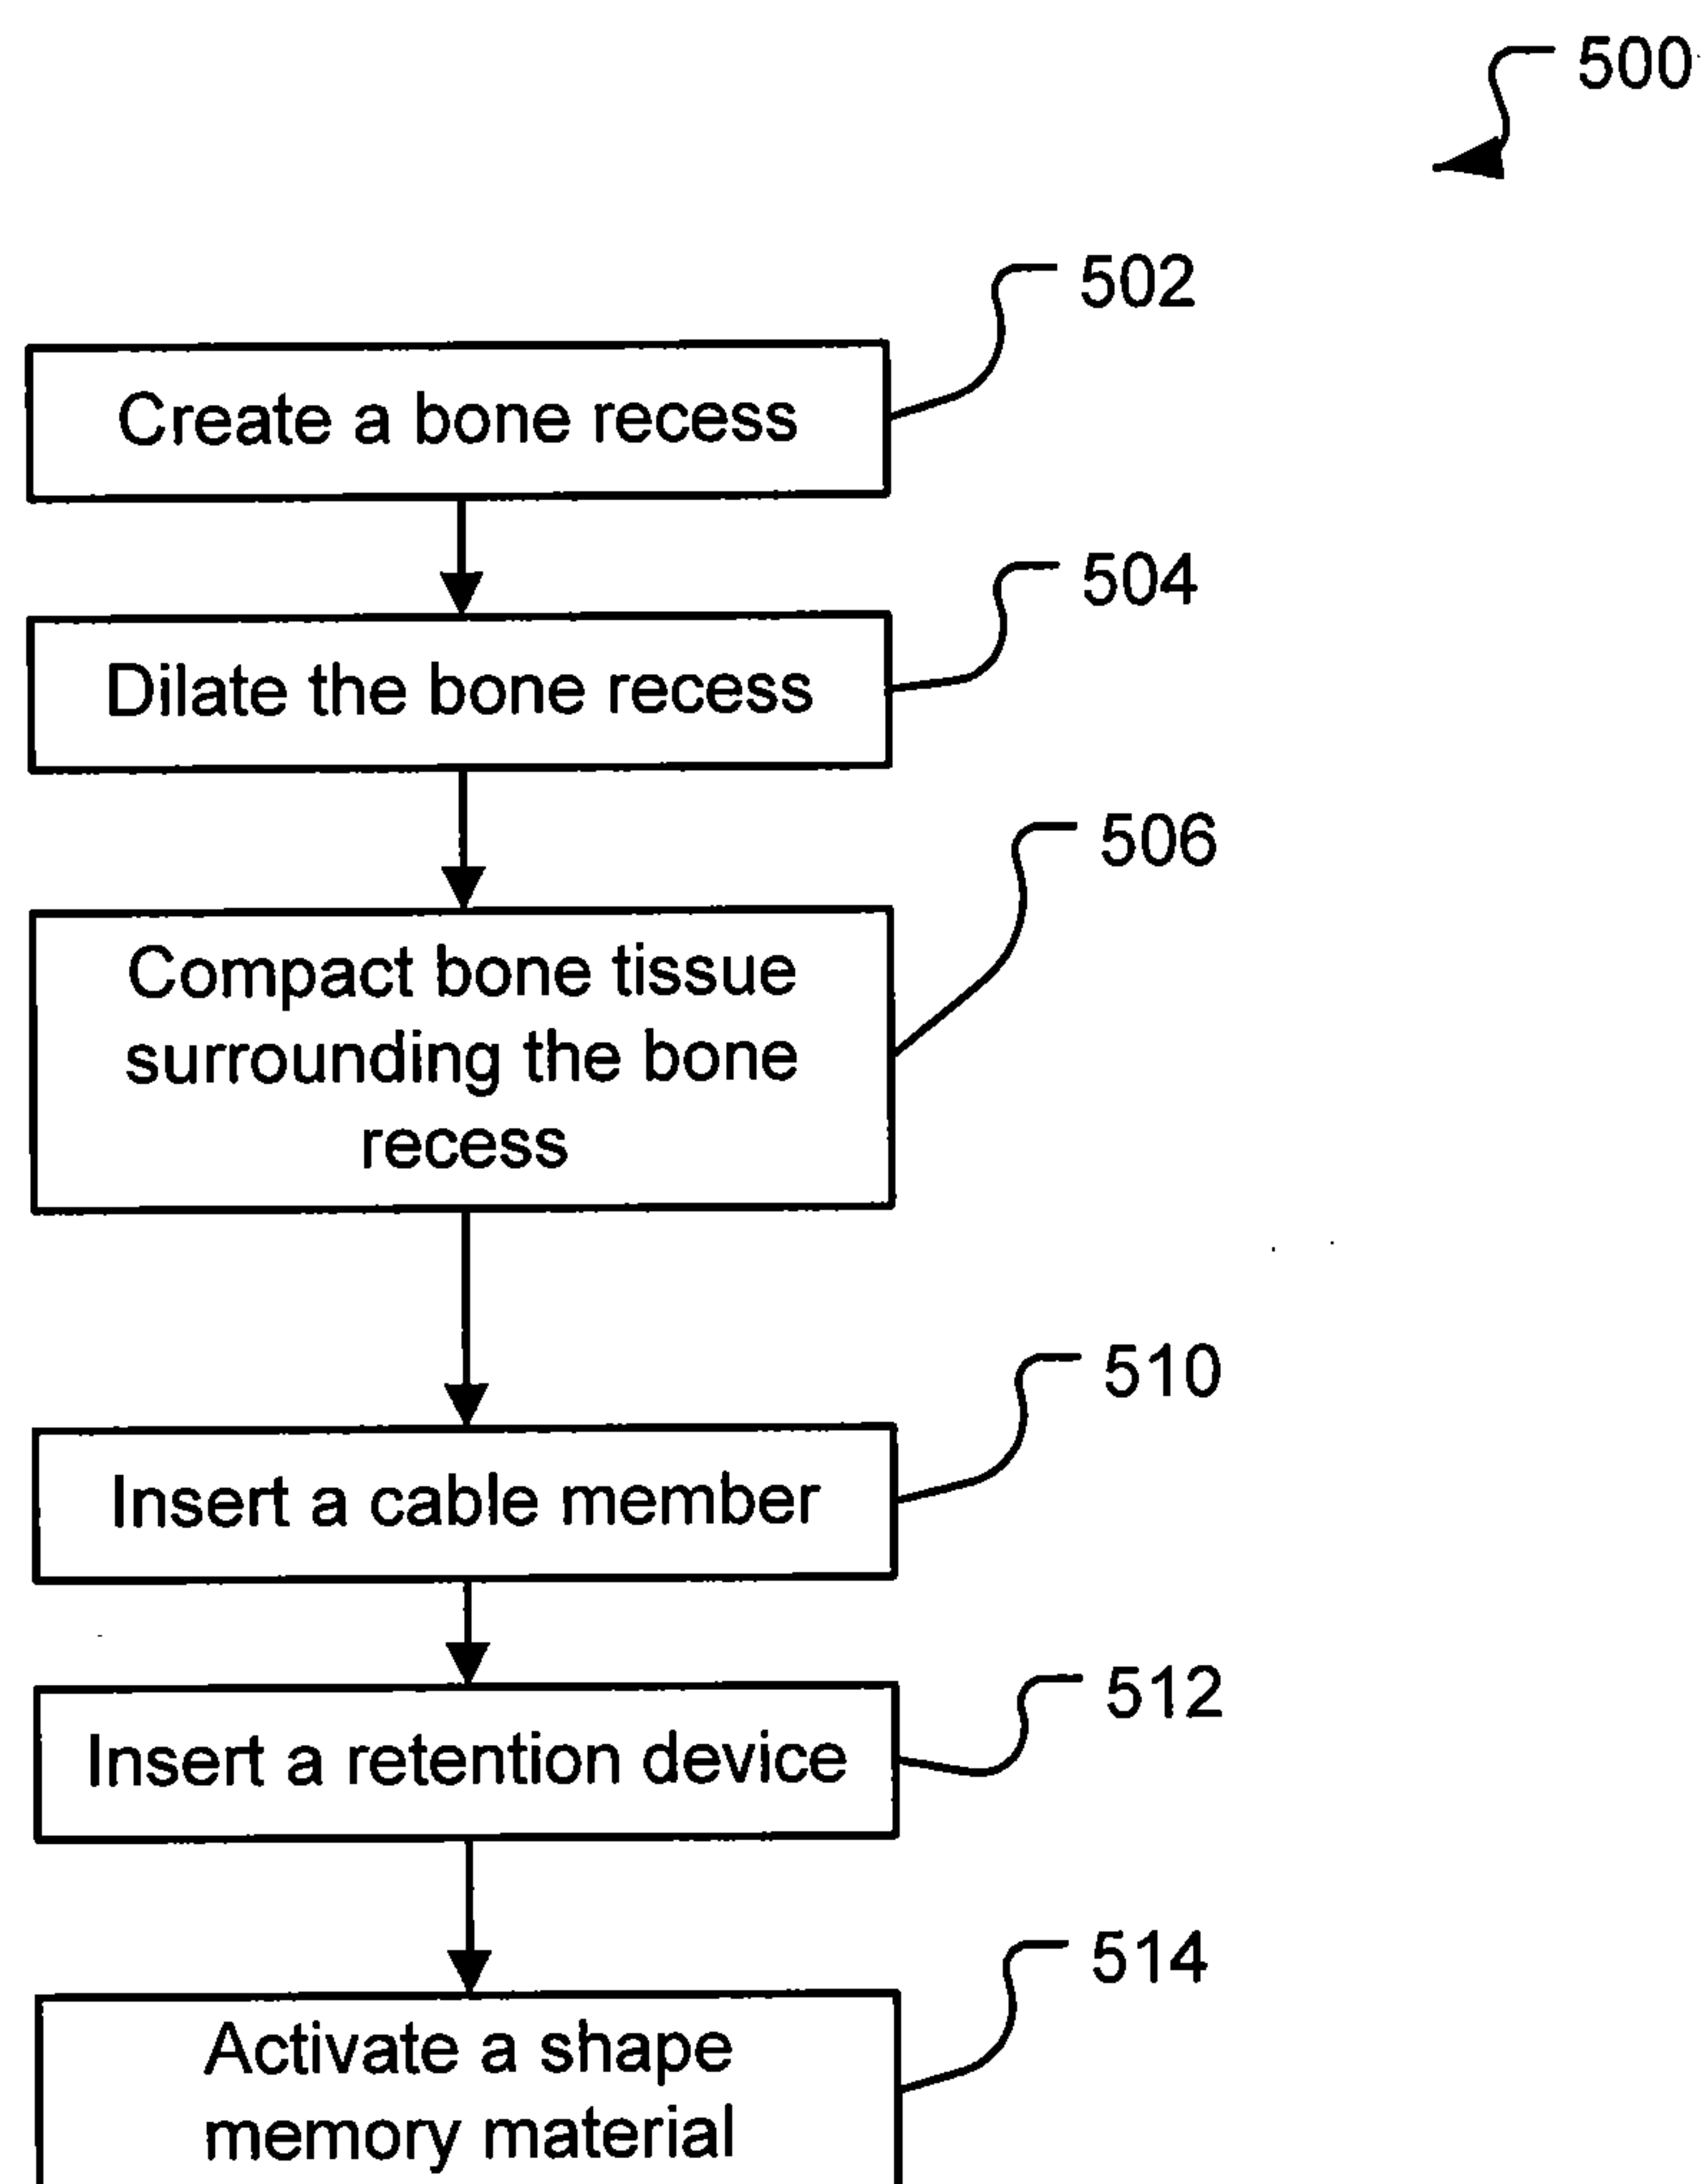 500
502
Create a bone recess
504
Dilate the bone recess
506
Compact bone tissue
surrounding the bone
recess
510
Insert a cable member
512
Insert a retention device
514
Activate a shape
memory material